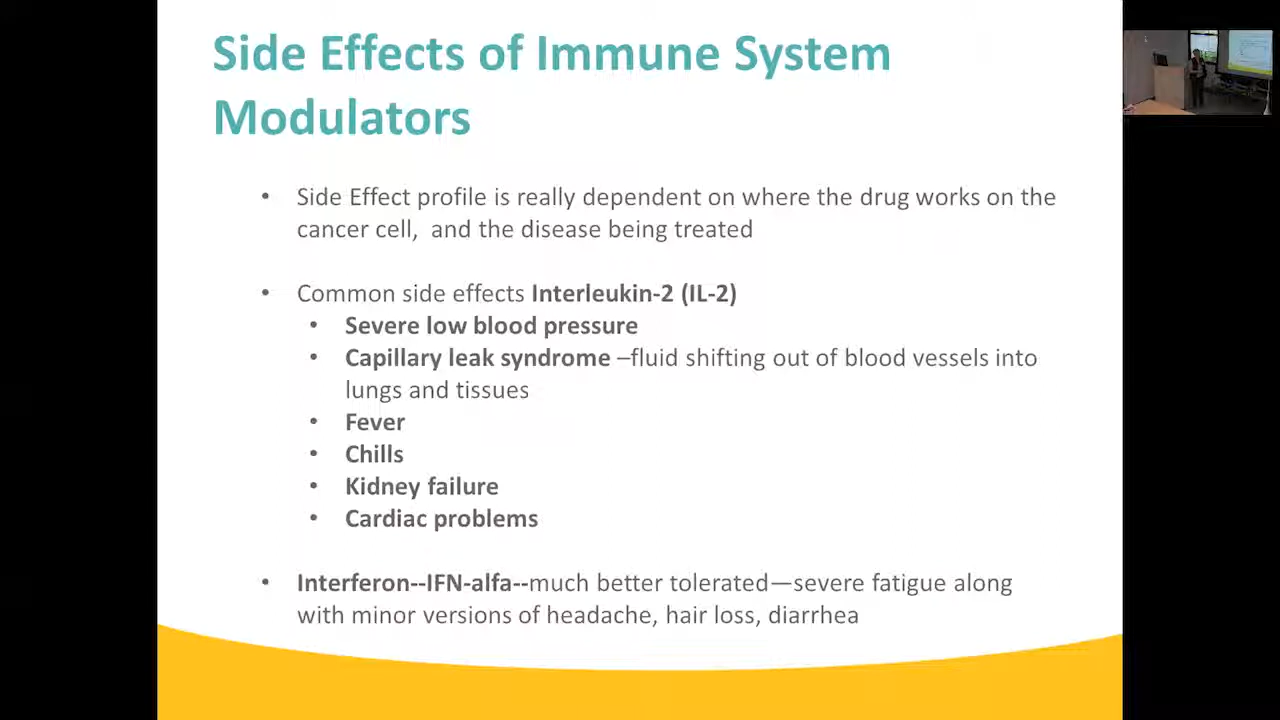 Side Effects of Immune System
Modulators
• Side Effect profile is really dependent on where the drug works on the
cancer cell,  and the disease being treated
• Common side effects Interleukin-2 (IL-2)
• Severe low blood pressure
• Capillary leak syndrome –fluid shifting out of blood vessels into
lungs and tissues
• Fever
• Chills
• Kidney failure
• Cardiac problems
• Interferon--IFN-alfa--much better tolerated—severe fatigue along
with minor versions of headache, hair loss, diarrhea